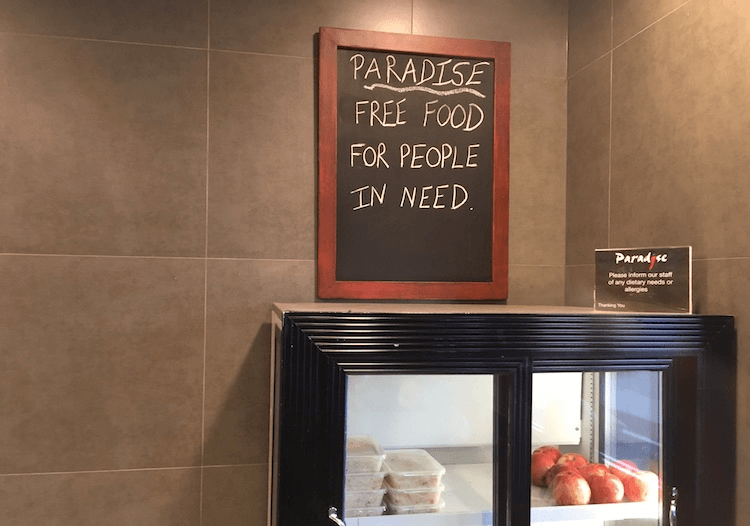 PARADISE
FREE FOOD
FOR PEOPLE
IN NEED.
Paradise
Please inform our staff
of any dietary needs or
allergies
Thanking You